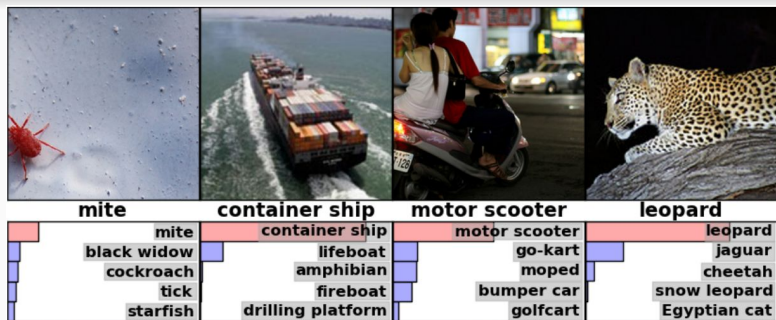 mite
container ship
motor scooter
leopard
mite
black widow
cockroach
tick
starfish
container ship
lifeboat
amphibian
fireboat
drilling platform
motor scooter
go-kart
moped
bumper car
golfcart
leopard
jaguar
cheetah
snow leopard
Egyptian cat